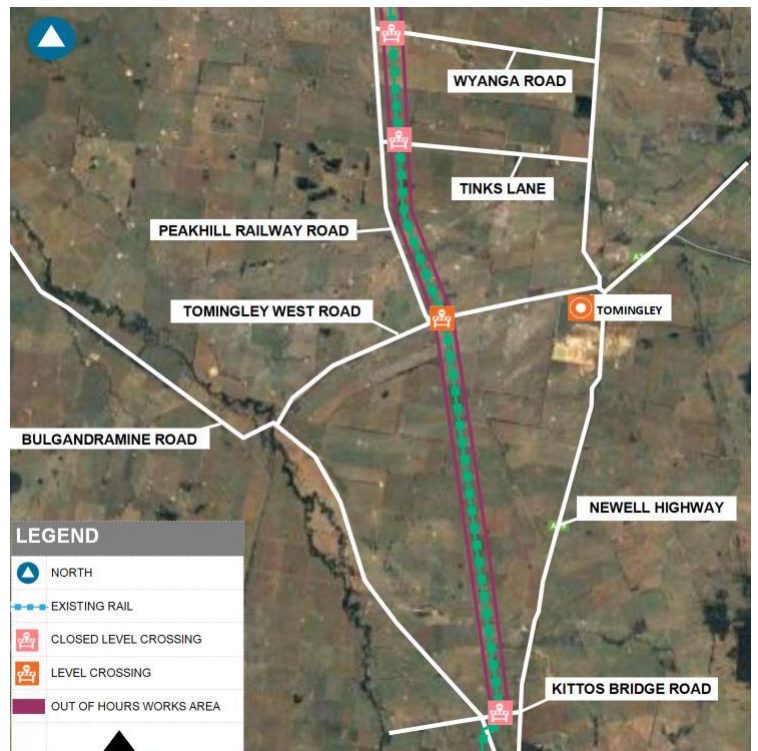 WYANGA ROAD
TINKS LANE
PEAKHILL RAILWAY ROAD
TOMINGLEY WEST ROAD
TOMINGLEY
BULGANDRAMINE ROAD
NEWELL HIGHWAY
KITTOS BRIDGE ROAD
LEGEND
NORTH
EXISTING RAIL
CLOSED LEVEL CROSSING
LEVEL CROSSING
OUT OF HOURS WORKS AREA